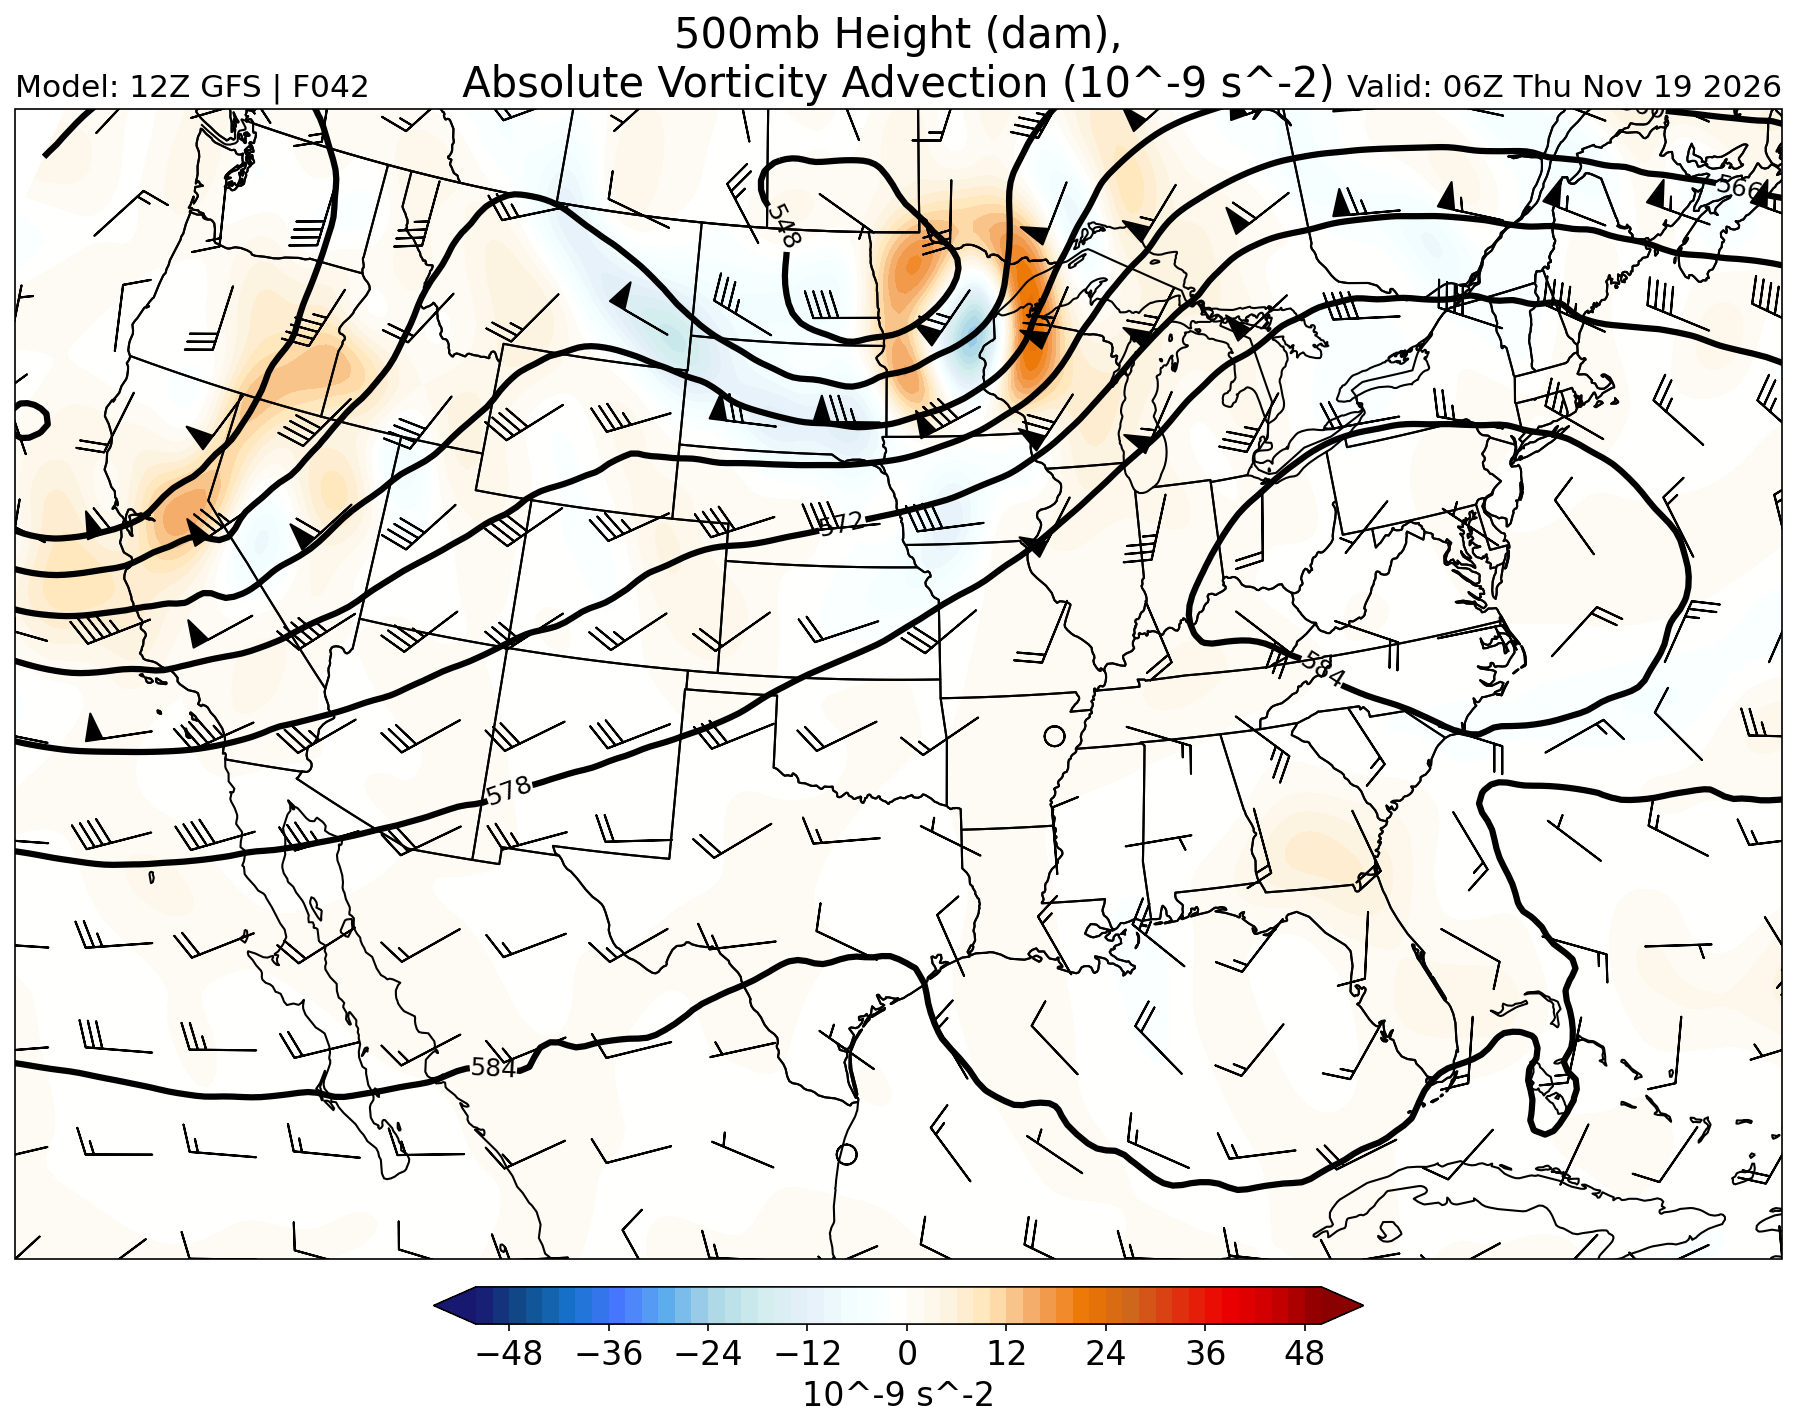 500mb Height (dam),
Model: 12Z GFS | F042
Absolute Vorticity Advection (10^-9 s^-2)
Valid: 06Z Thu Nov 19 2026
566
548
572
584
578
584
−48 −36 −24 −12 0 12 24 36 48
10^-9 s^-2